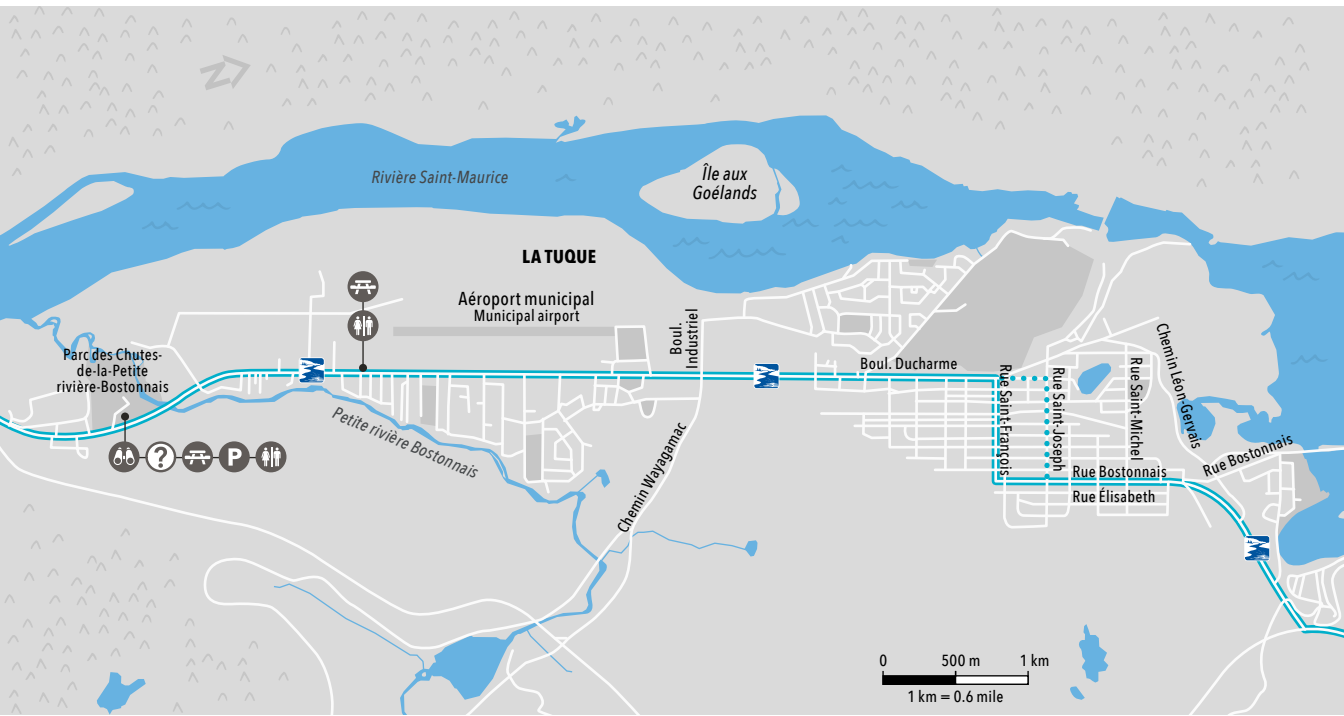 N
Rivière Saint-Maurice
Île aux
Goélands
LA TUQUE
Aéroport municipal
Municipal airport
Boul.
Industriel
Parc des Chutes-
de-la-Petite
rivière-Bostonnais
Boul. Ducharme
Rue Saint-François
Rue Saint-Joseph
Rue Saint-Michel
Chemin Léon-Gervais
Petite rivière Bostonnais
? P
Chemin Wayagamac
Rue Bostonnais
Rue Bostonnais
Rue Élisabeth
0 500 m 1 km
1 km = 0.6 mile